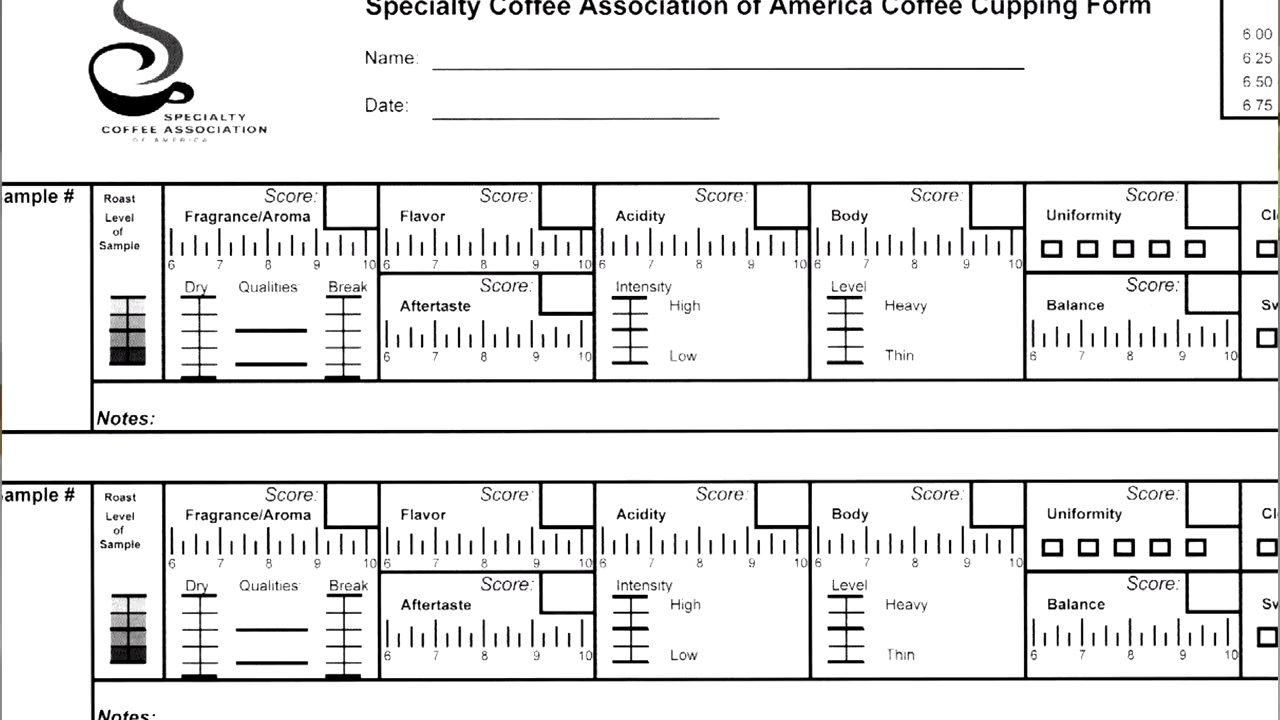 Specialty Coffee Association of America Coffee Cupping Form
Name:
Date:
SPECIALTY
COFFEE ASSOCIATION
OF AMERICA
6.00
6.25
6.50
6.75
ample #
Roast
Level
of
Sample
Score:
Fragrance/Aroma
6 7 8 9 10
Dry Qualities Break
Score:
Flavor
6 7 8 9 10
Score:
Aftertaste
6 7 8 9 10
Score:
Acidity
6 7 8 9 10
Intensity
High
Low
Score:
Body
6 7 8 9 10
Level
Heavy
Thin
Score:
Uniformity
Score:
Balance
6 7 8 9 10
Cl
Sw
Notes:
ample #
Roast
Level
of
Sample
Score:
Fragrance/Aroma
6 7 8 9 10
Dry Qualities Break
Score:
Flavor
6 7 8 9 10
Score:
Aftertaste
6 7 8 9 10
Score:
Acidity
6 7 8 9 10
Intensity
High
Low
Score:
Body
6 7 8 9 10
Level
Heavy
Thin
Score:
Uniformity
Score:
Balance
6 7 8 9 10
Cl
Sw
Notes: